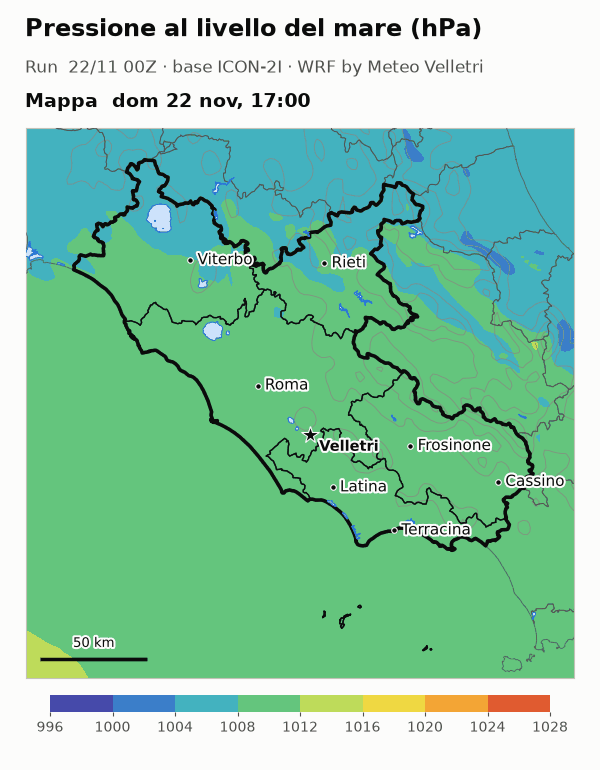 Pressione al livello del mare (hPa)
Run  22/11 00Z · base ICON-2I · WRF by Meteo Velletri
Mappa  dom 22 nov, 17:00
Viterbo
Rieti
Roma
Velletri
Frosinone
Cassino
Latina
Terracina
50 km
996 1000 1004 1008 1012 1016 1020 1024 1028